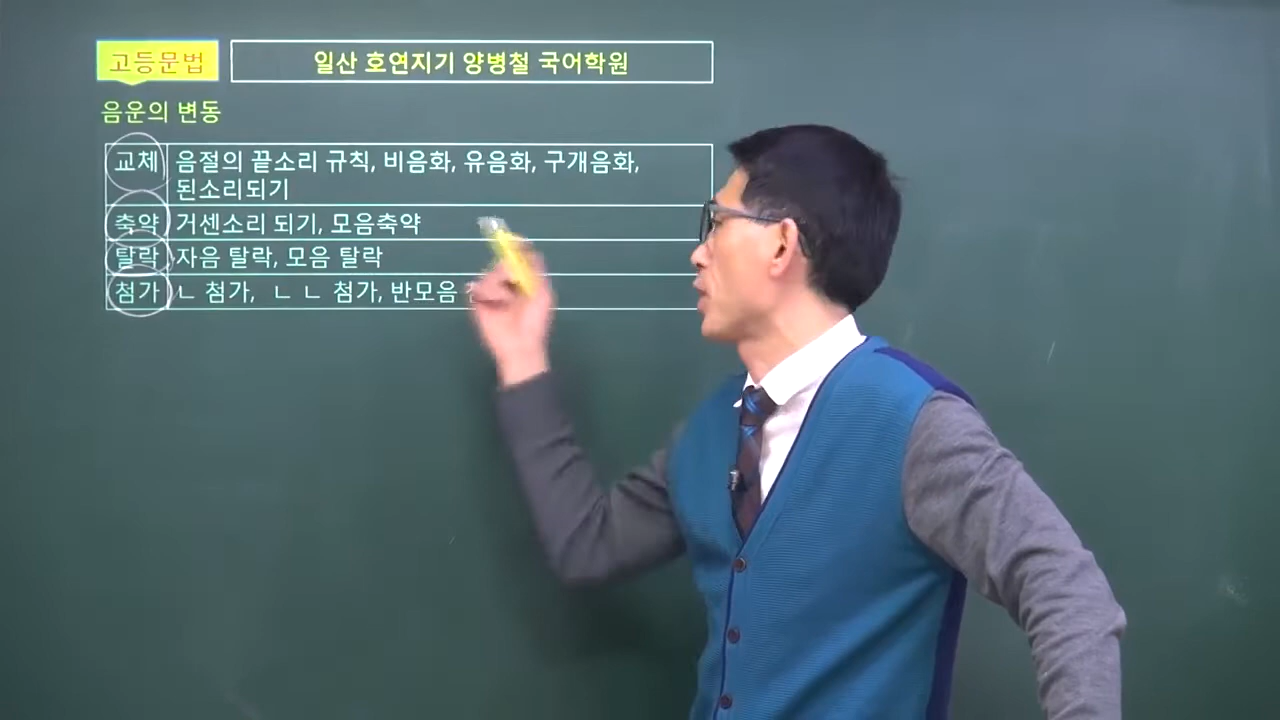 고등문법
일산 호연지기 양병철 국어학원
음운의 변동
교체 음절의 끝소리 규칙, 비음화, 유음화, 구개음화,
된소리되기
축약 거센소리 되기, 모음축약
탈락 자음 탈락, 모음 탈락
첨가 ㄴ 첨가, ㄴㄴ 첨가, 반모음